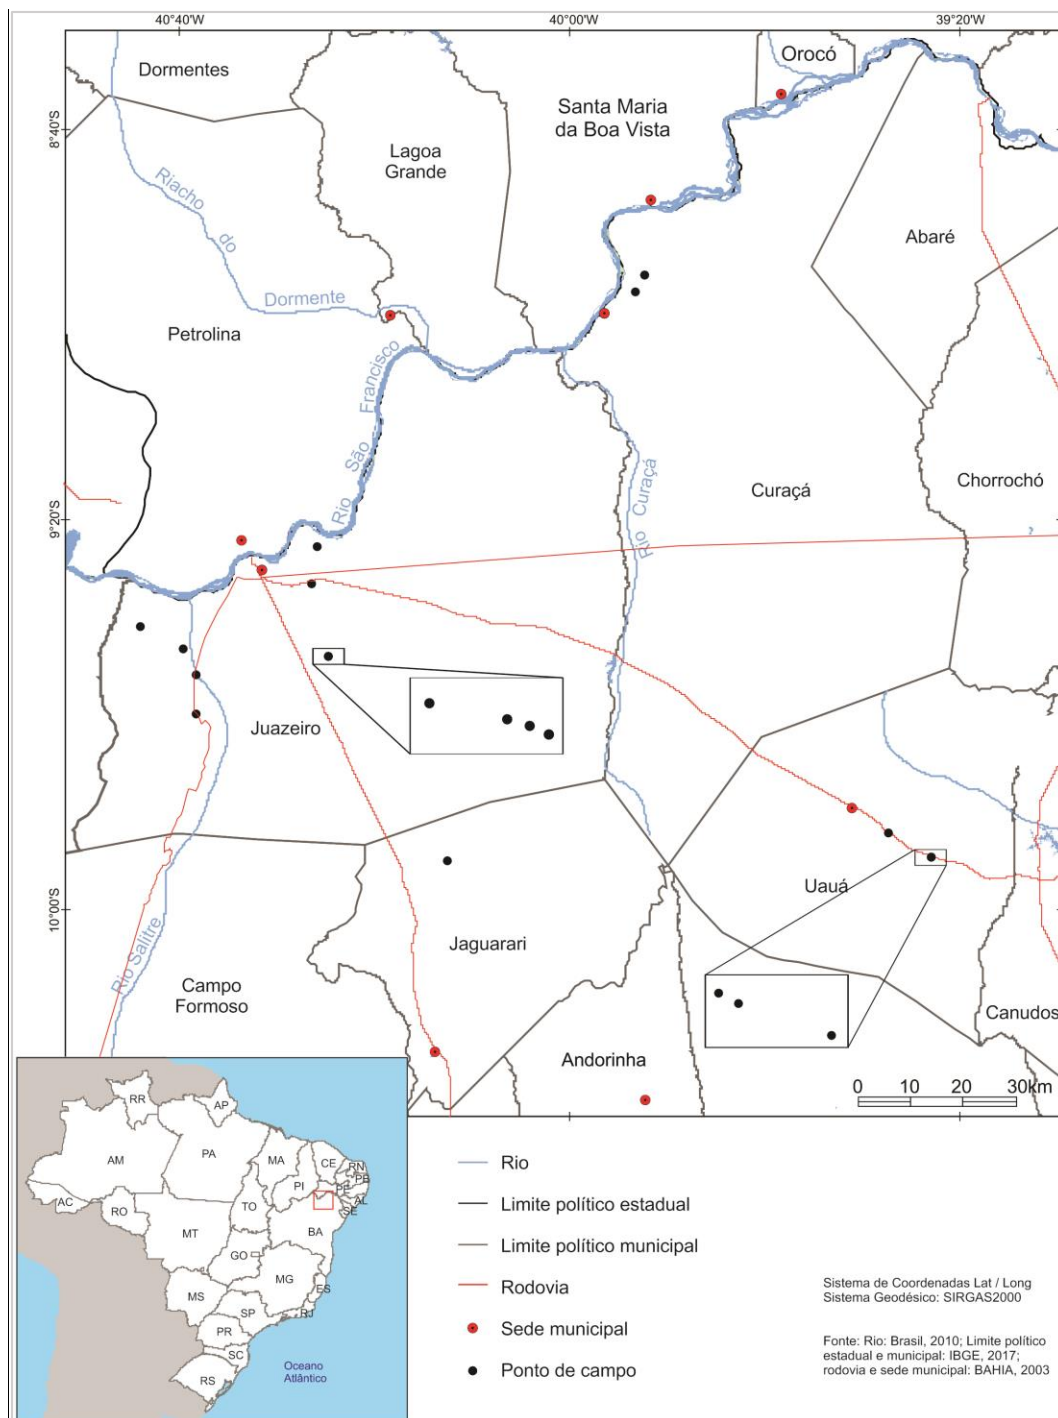 40°40'W
40°00'W
39°20'W
Dormentes
Orocó
Santa Maria
da Boa Vista
8°40'S
Lagoa
Grande
Riacho
do
Dormente
Abaré
Petrolina
Rio São Francisco
Rio Curaçá
Curaçá
Chorrochó
9°20'S
Juazeiro
Uauá
10°00'S
Jaguarari
Rio Salitre
Campo
Formoso
Canudos
Andorinha
0 10 20 30km
RR
AP
AM
PA
MA
CE
RN
PB
PE
PI
AL
SE
AC
RO
TO
BA
MT
GO
MG
ES
MS
SP
RJ
PR
SC
RS
Oceano
Atlântico
Rio
Limite político estadual
Limite político municipal
Rodovia
Sede municipal
Ponto de campo
Sistema de Coordenadas Lat / Long
Sistema Geodésico: SIRGAS2000
Fonte: Rio: Brasil, 2010; Limite político
estadual e municipal: IBGE, 2017;
rodovia e sede municipal: BAHIA, 2003